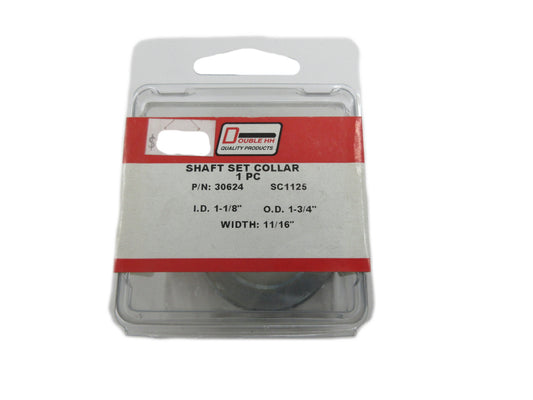 $
DOUBLE HH
QUALITY PRODUCTS
SHAFT SET COLLAR
1 PC
P/N: 30624 SC1125
I.D. 1-1/8" O.D. 1-3/4"
WIDTH: 11/16"